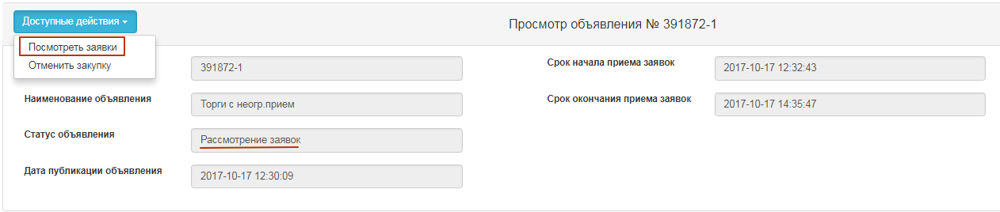 Доступные действия
Просмотр объявления № 391872-1
Посмотреть заявки
Отменить закупку
391872-1
Срок начала приема заявок
2017-10-17 12:32:43
Наименование объявления
Торги с неогр.прием
Срок окончания приема заявок
2017-10-17 14:35:47
Статус объявления
Рассмотрение заявок
Дата публикации объявления
2017-10-17 12:30:09